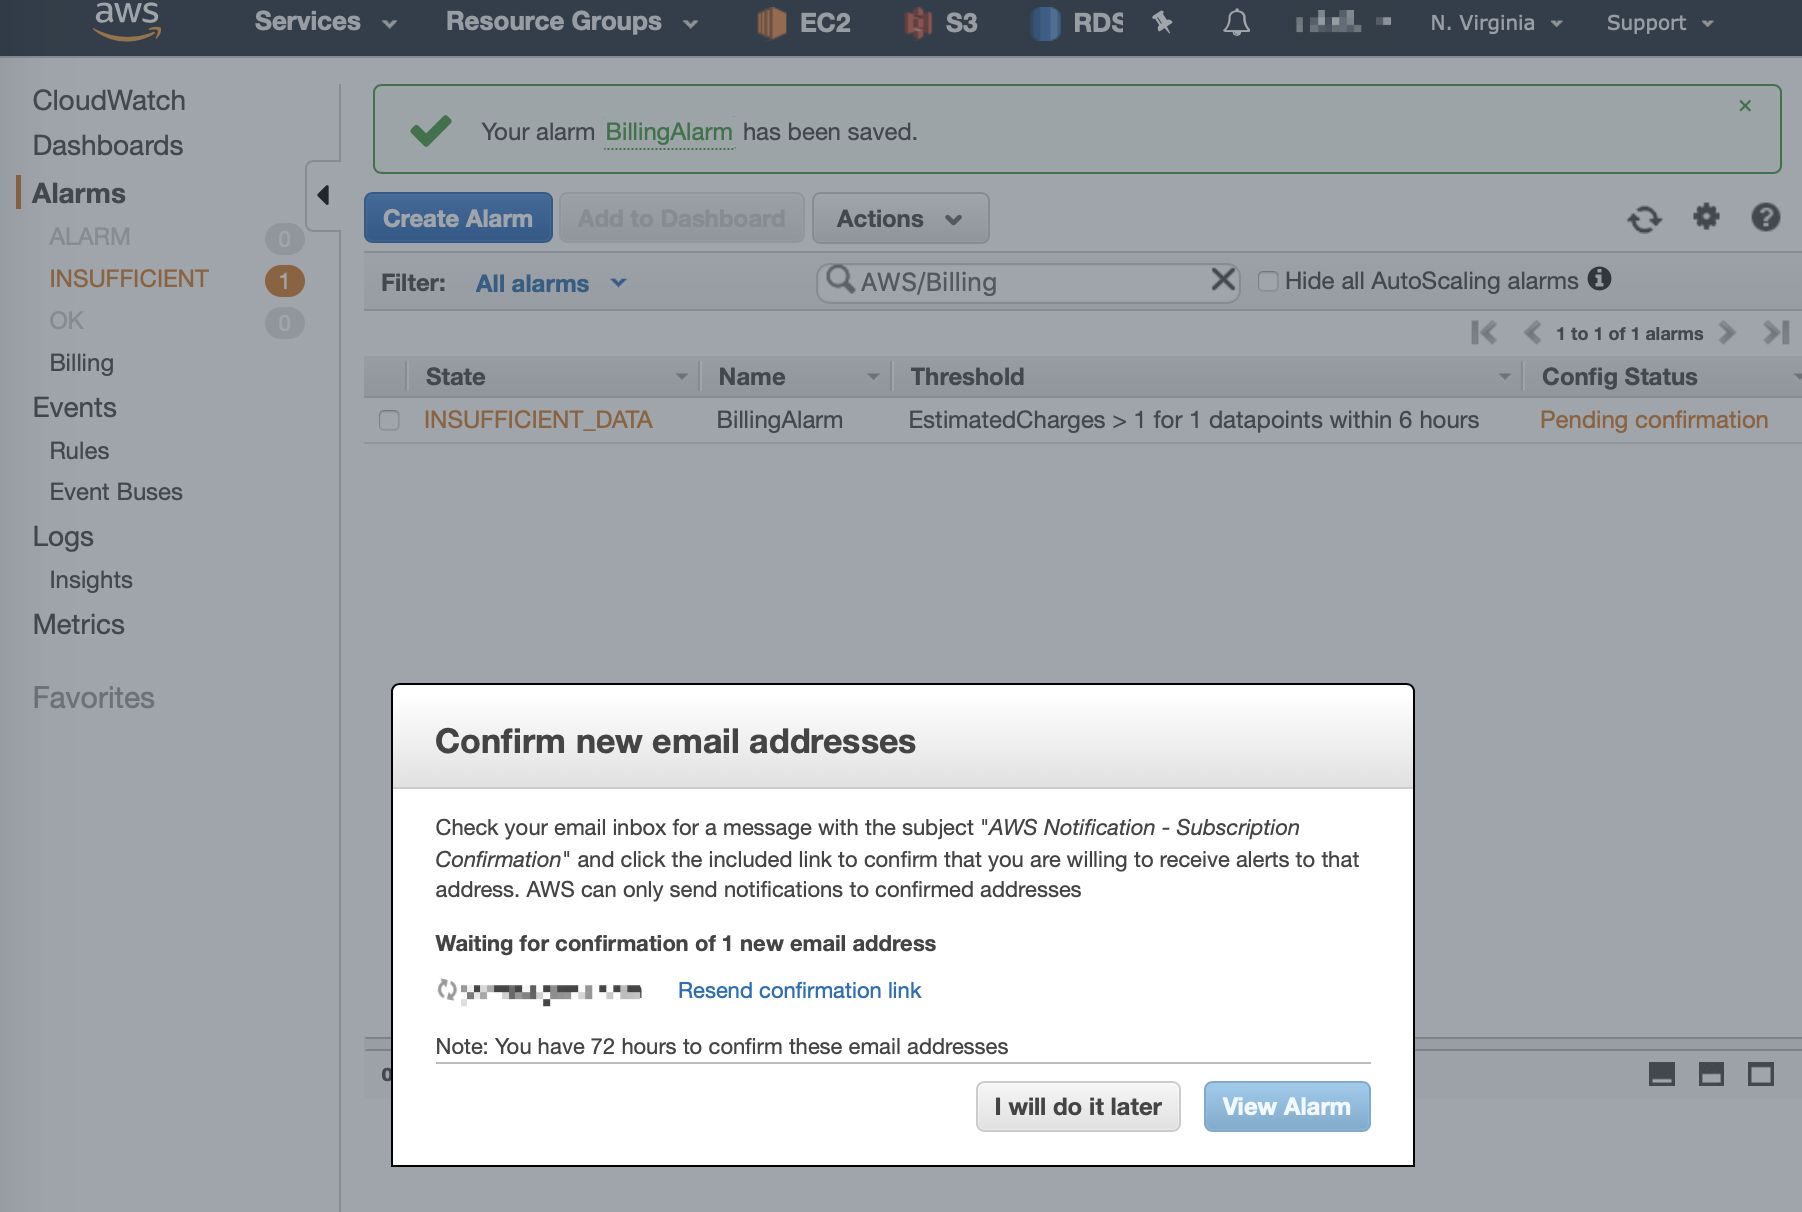 aws Services Resource Groups EC2 S3 RDS N. Virginia Support
CloudWatch
Dashboards
Alarms
ALARM 0
INSUFFICIENT 1
OK 0
Billing
Events
Rules
Event Buses
Logs
Insights
Metrics
Favorites
Your alarm BillingAlarm has been saved.
Create Alarm Add to Dashboard Actions
Filter: All alarms AWS/Billing Hide all AutoScaling alarms
1 to 1 of 1 alarms
State Name Threshold Config Status
INSUFFICIENT_DATA BillingAlarm EstimatedCharges > 1 for 1 datapoints within 6 hours Pending confirmation
Confirm new email addresses
Check your email inbox for a message with the subject "AWS Notification - Subscription
Confirmation" and click the included link to confirm that you are willing to receive alerts to that
address. AWS can only send notifications to confirmed addresses
Waiting for confirmation of 1 new email address
Resend confirmation link
Note: You have 72 hours to confirm these email addresses
I will do it later View Alarm